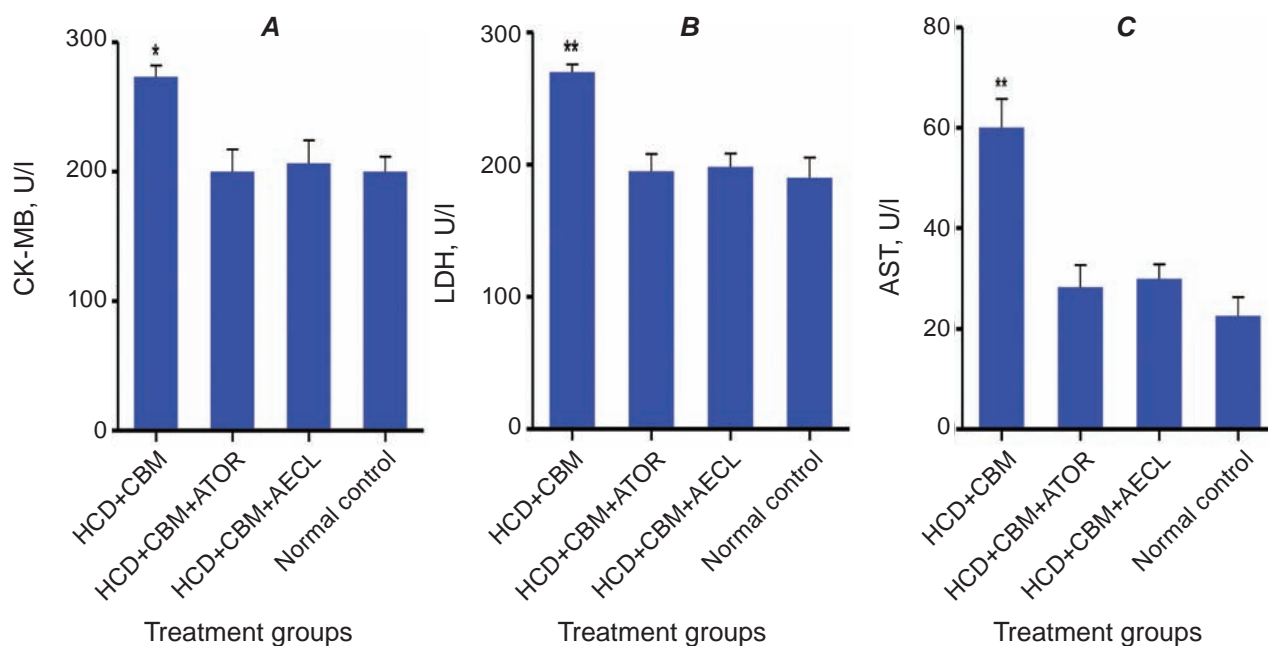 A
300
200
100
0
CK-MB, U/l
*
HCD+CBM
HCD+CBM+ATOR
HCD+CBM+AECL
Normal control
Treatment groups
B
300
200
100
0
LDH, U/l
**
HCD+CBM
HCD+CBM+ATOR
HCD+CBM+AECL
Normal control
Treatment groups
C
80
60
40
20
0
AST, U/l
**
HCD+CBM
HCD+CBM+ATOR
HCD+CBM+AECL
Normal control
Treatment groups